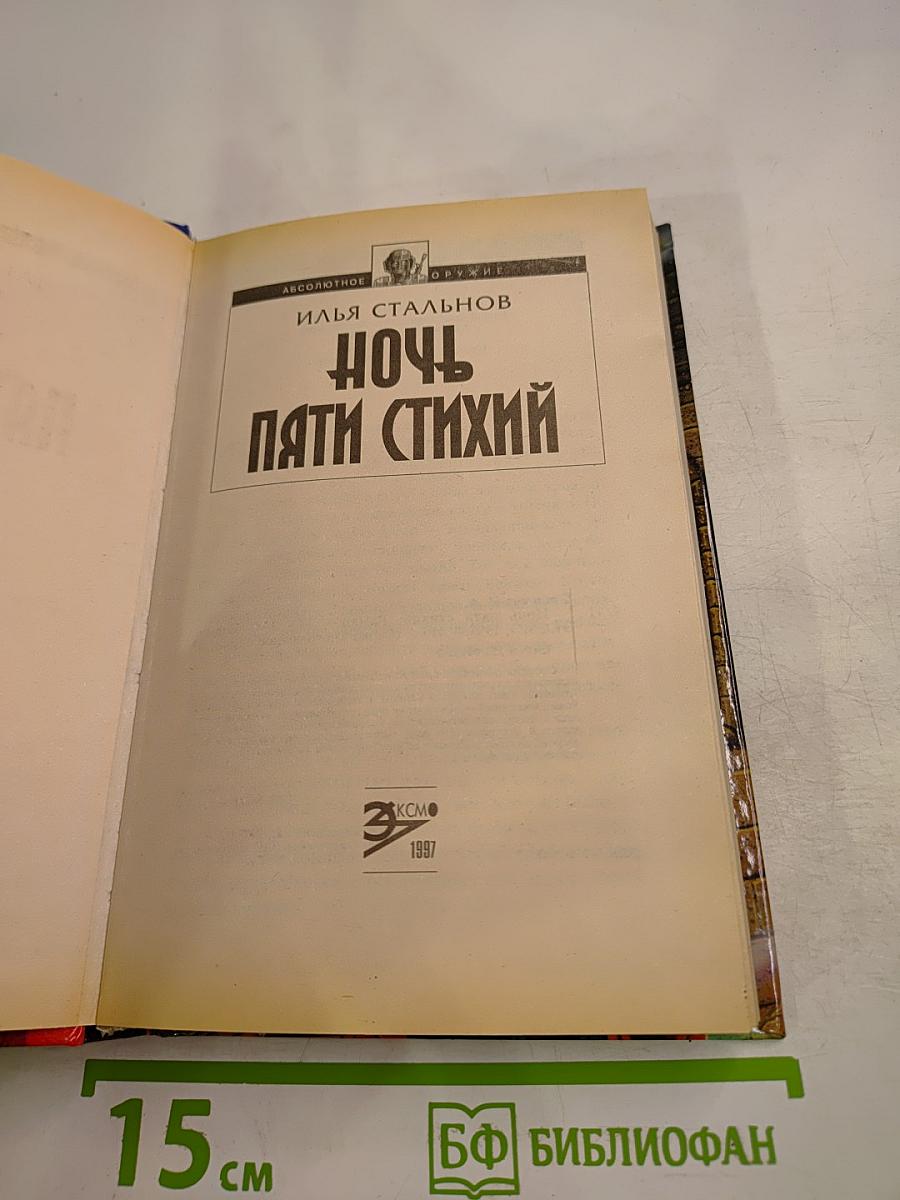 АБСОЛЮТНОЕ ОРУЖИЕ
ИЛЬЯ СТАЛЬНОВ
НОЧЬ
ПЯТИ СТИХИЙ
ЭКСМО
1997
15 см
БФ БИБЛИОФАН